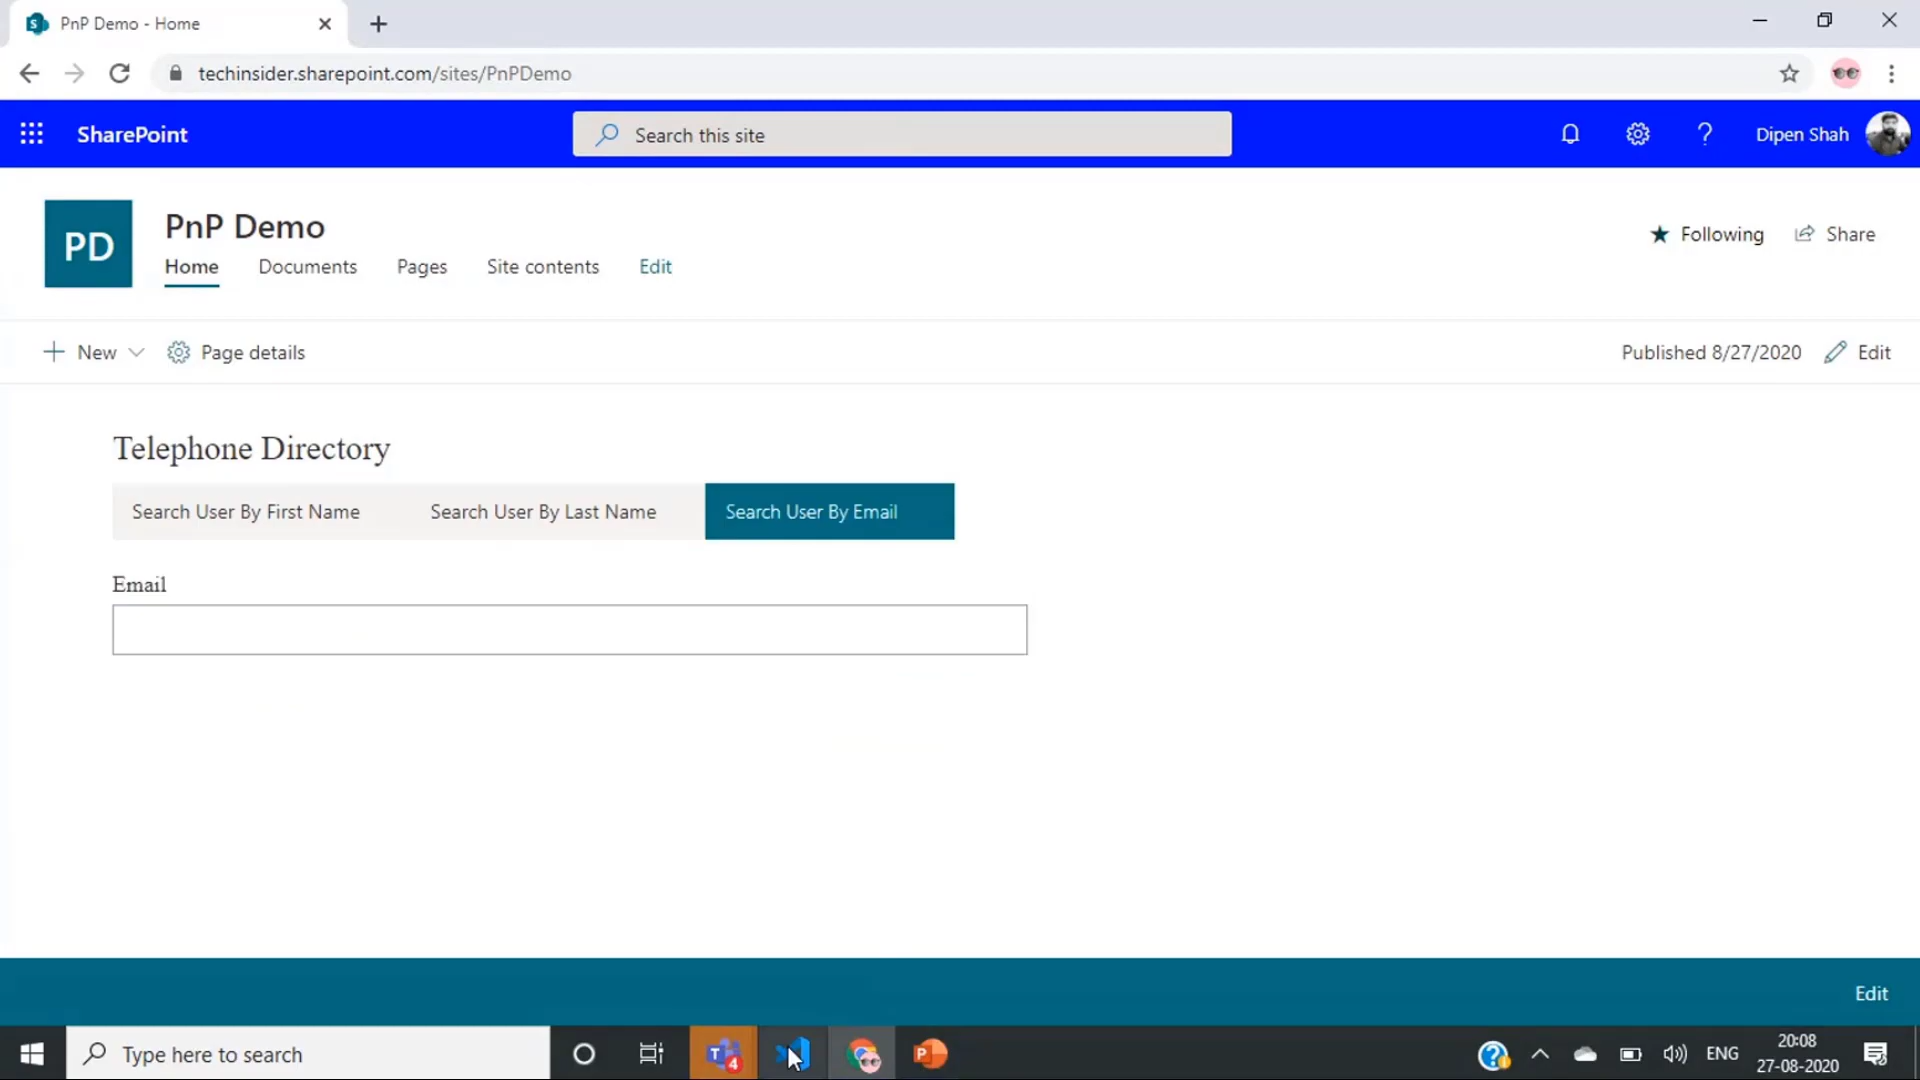 PnP Demo - Home
techinsider.sharepoint.com/sites/PnPDemo
SharePoint
Search this site
Dipen Shah
PD
PnP Demo
Home Documents Pages Site contents Edit
Following Share
New Page details
Published 8/27/2020 Edit
Telephone Directory
Search User By First Name Search User By Last Name Search User By Email
Email
Edit
Type here to search
4
ENG
20:08
27-08-2020